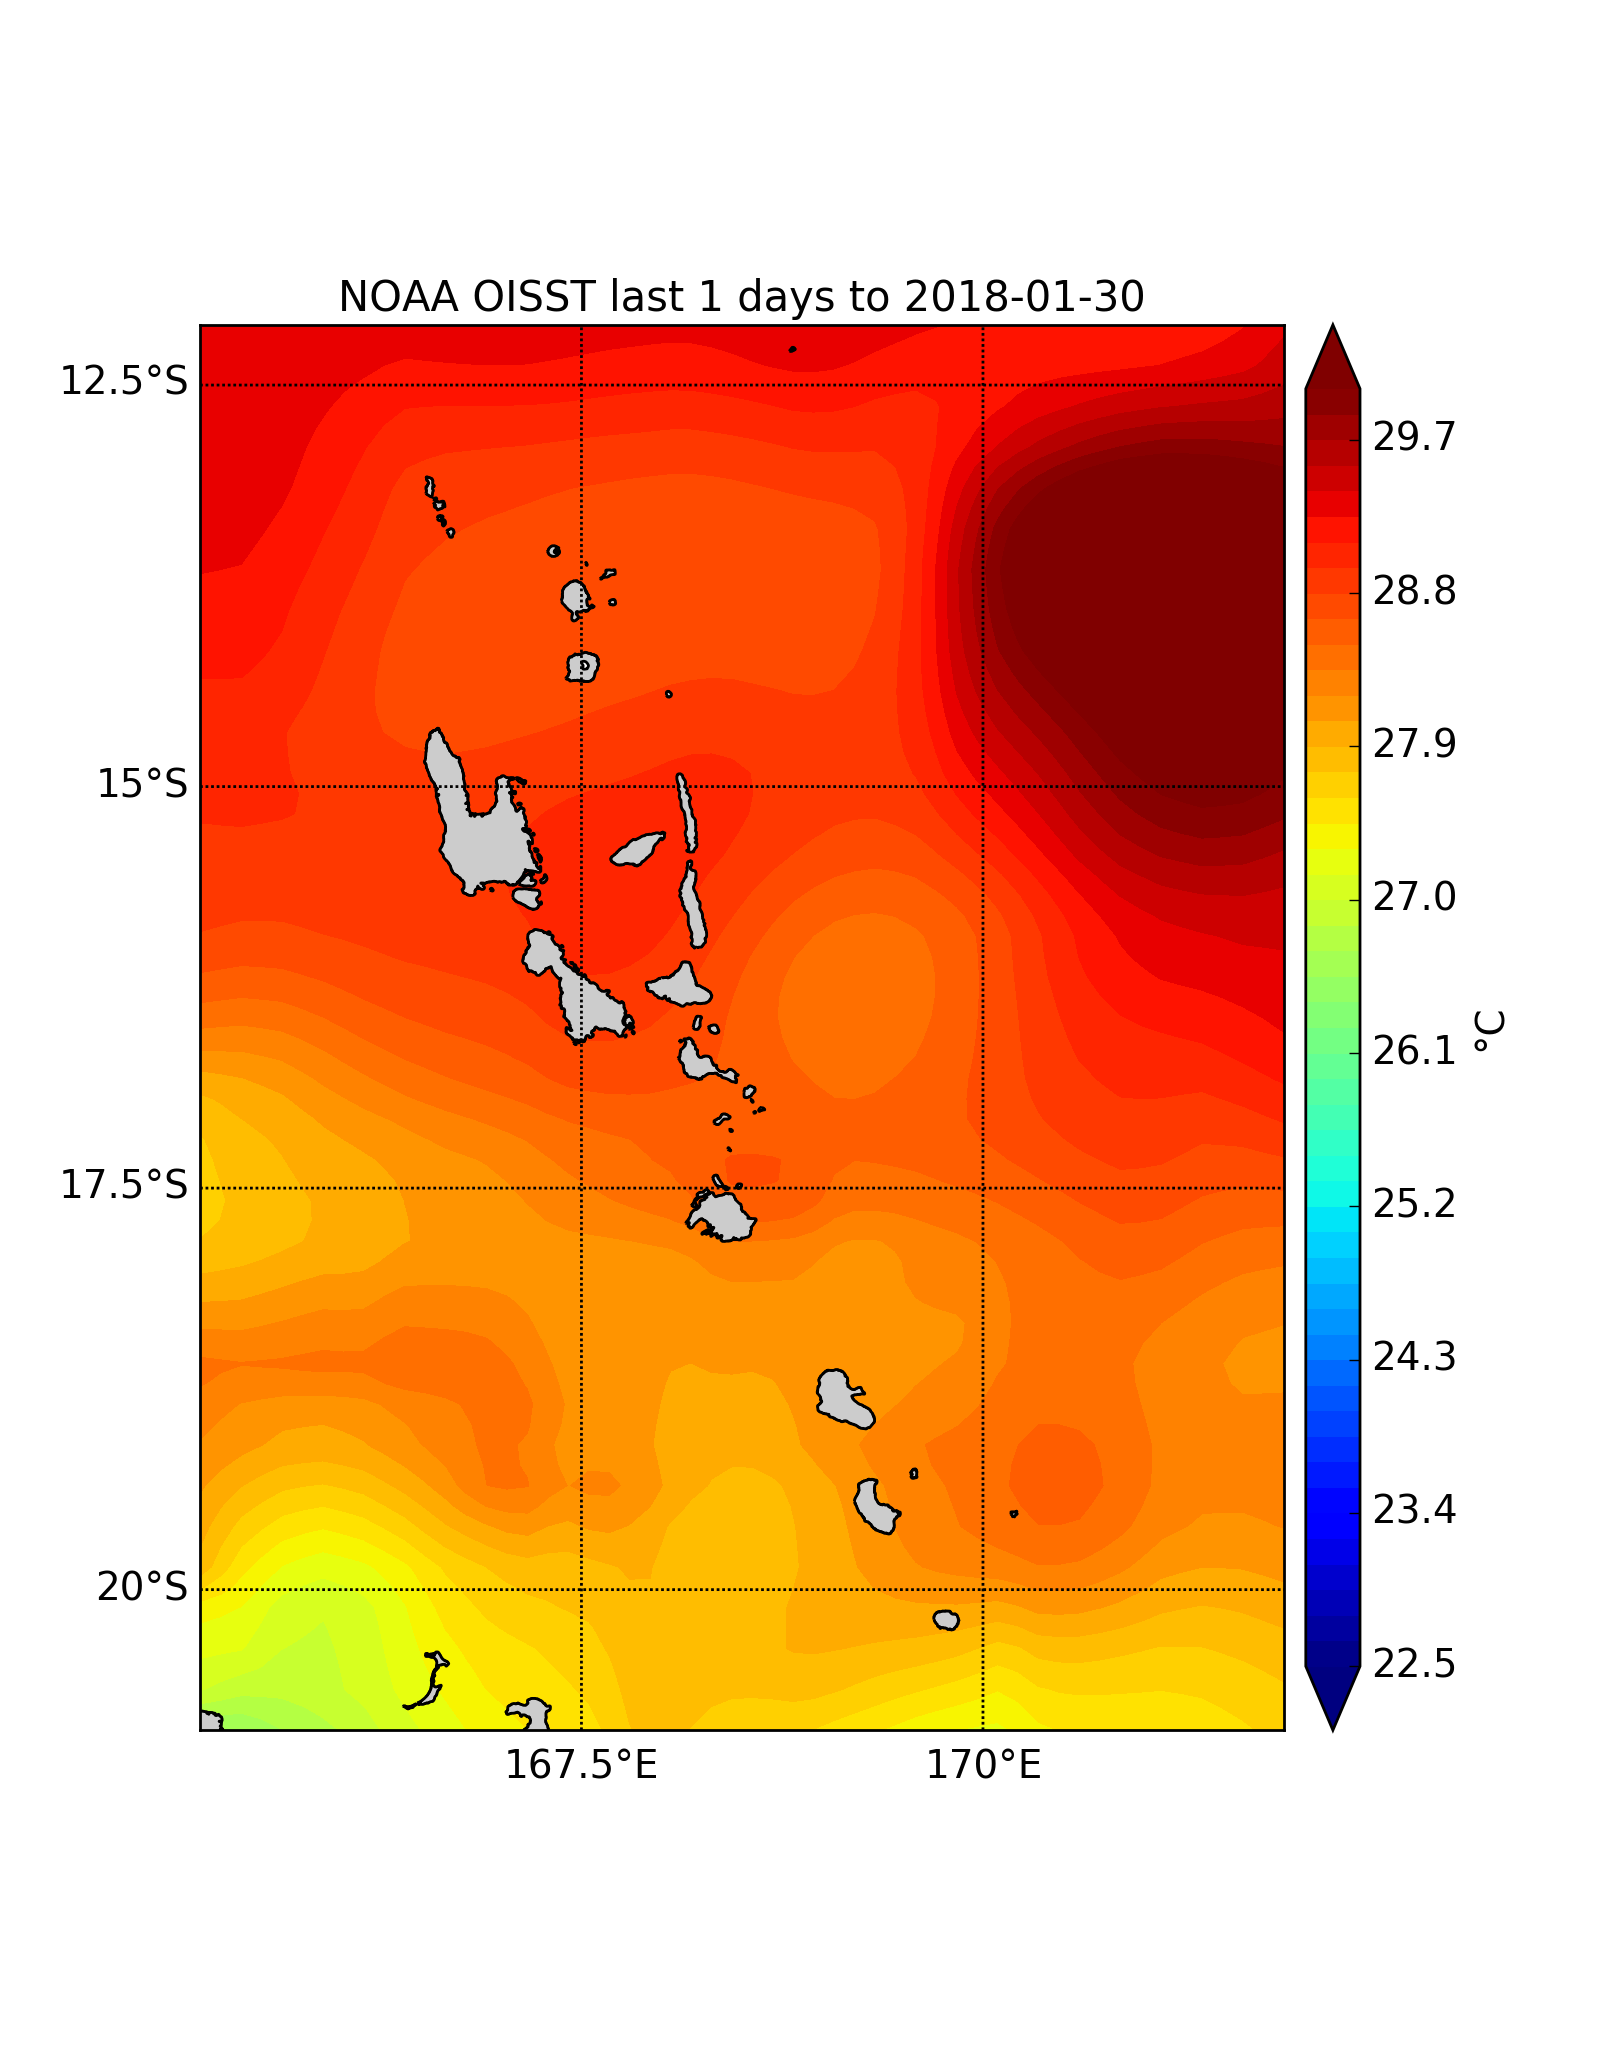 NOAA OISST last 1 days to 2018-01-30
12.5°S
15°S
17.5°S
20°S
167.5°E
170°E
29.7
28.8
27.9
27.0
26.1
25.2
24.3
23.4
22.5
°C